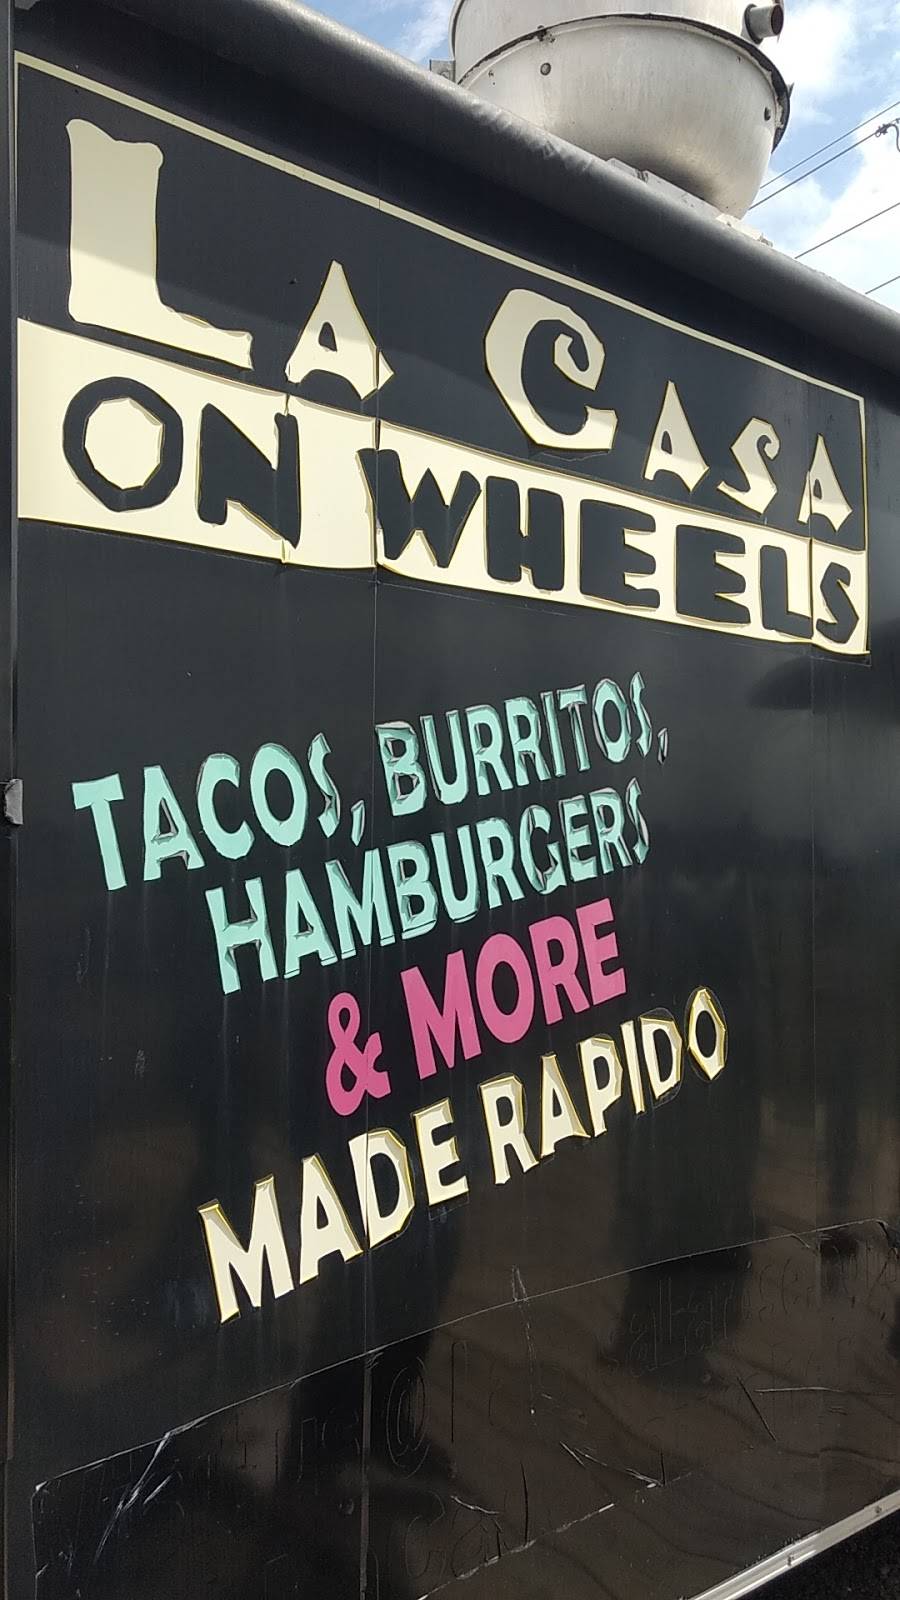 LA CASA
ON WHEELS
TACOS, BURRITOS,
HAMBURGERS
& MORE
MADE RAPIDO